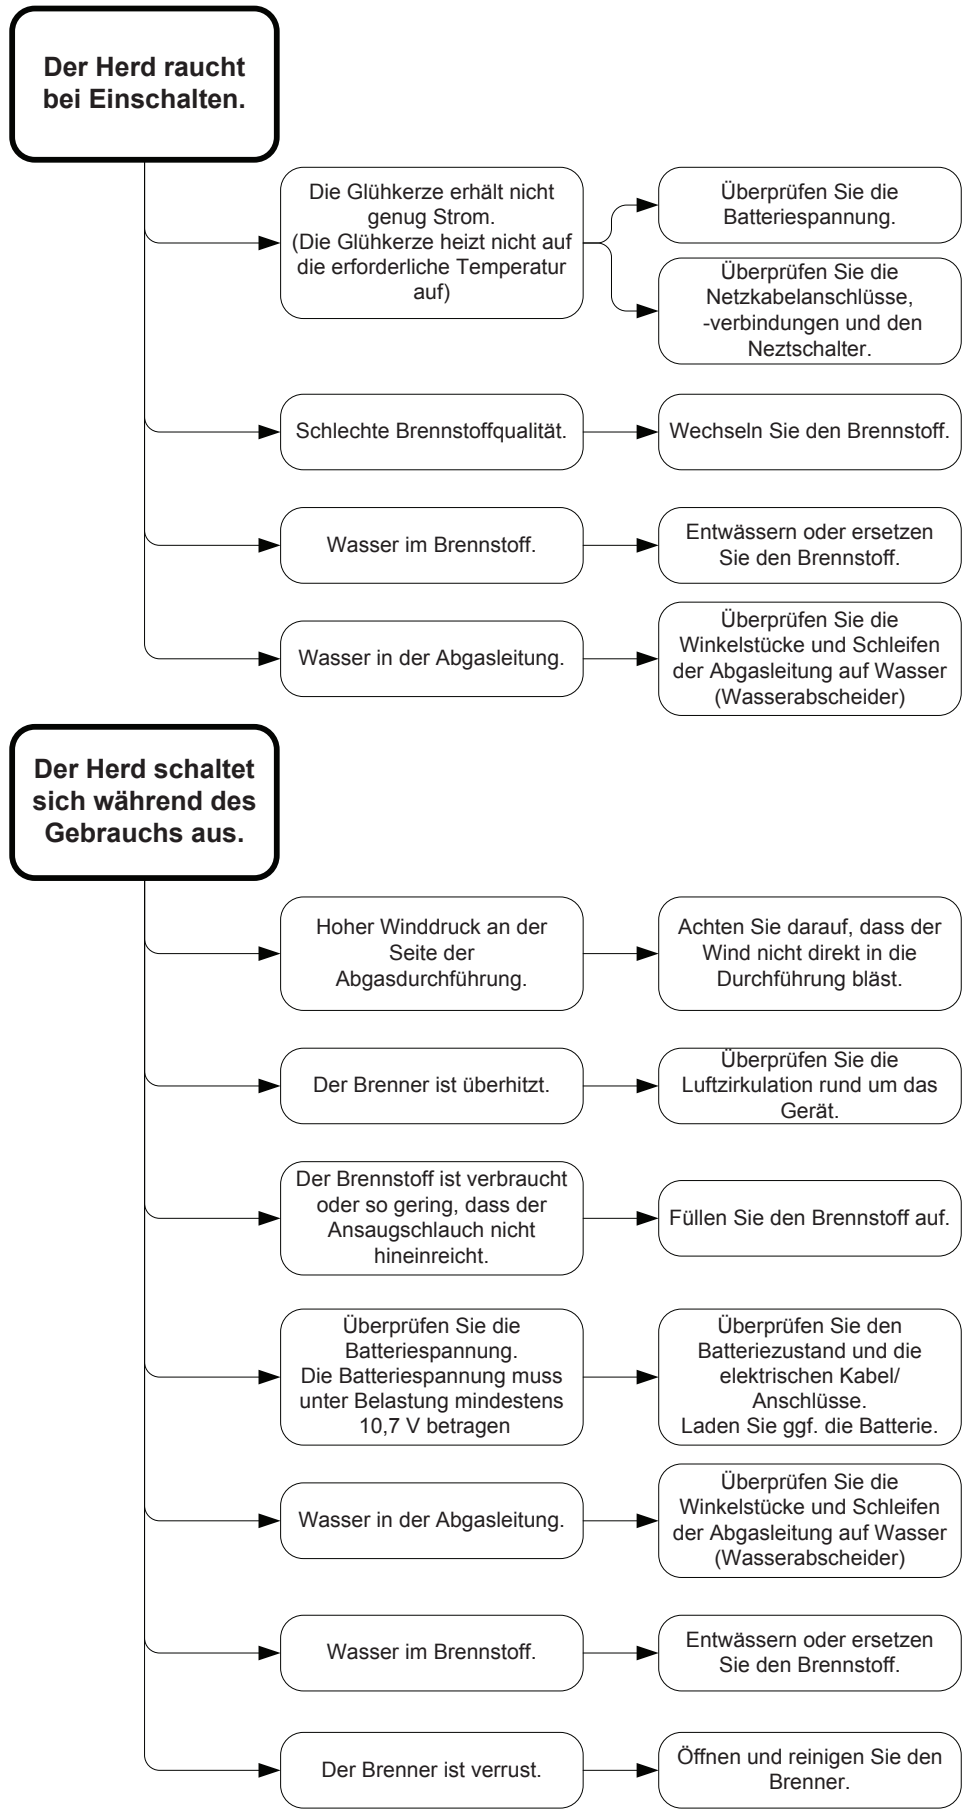 Der Herd raucht
bei Einschalten.
Die Glühkerze erhält nicht
genug Strom.
(Die Glühkerze heizt nicht auf
die erforderliche Temperatur
auf)
Überprüfen Sie die
Batteriespannung.
Überprüfen Sie die
Netzkabelanschlüsse,
-verbindungen und den
Neztschalter.
Schlechte Brennstoffqualität.
Wechseln Sie den Brennstoff.
Wasser im Brennstoff.
Entwässern oder ersetzen
Sie den Brennstoff.
Wasser in der Abgasleitung.
Überprüfen Sie die
Winkelstücke und Schleifen
der Abgasleitung auf Wasser
(Wasserabscheider)
Der Herd schaltet
sich während des
Gebrauchs aus.
Hoher Winddruck an der
Seite der
Abgasdurchführung.
Achten Sie darauf, dass der
Wind nicht direkt in die
Durchführung bläst.
Der Brenner ist überhitzt.
Überprüfen Sie die
Luftzirkulation rund um das
Gerät.
Der Brennstoff ist verbraucht
oder so gering, dass der
Ansaugschlauch nicht
hineinreicht.
Füllen Sie den Brennstoff auf.
Überprüfen Sie die
Batteriespannung.
Die Batteriespannung muss
unter Belastung mindestens
10,7 V betragen
Überprüfen Sie den
Batteriezustand und die
elektrischen Kabel/
Anschlüsse.
Laden Sie ggf. die Batterie.
Wasser in der Abgasleitung.
Überprüfen Sie die
Winkelstücke und Schleifen
der Abgasleitung auf Wasser
(Wasserabscheider)
Wasser im Brennstoff.
Entwässern oder ersetzen
Sie den Brennstoff.
Der Brenner ist verrust.
Öffnen und reinigen Sie den
Brenner.